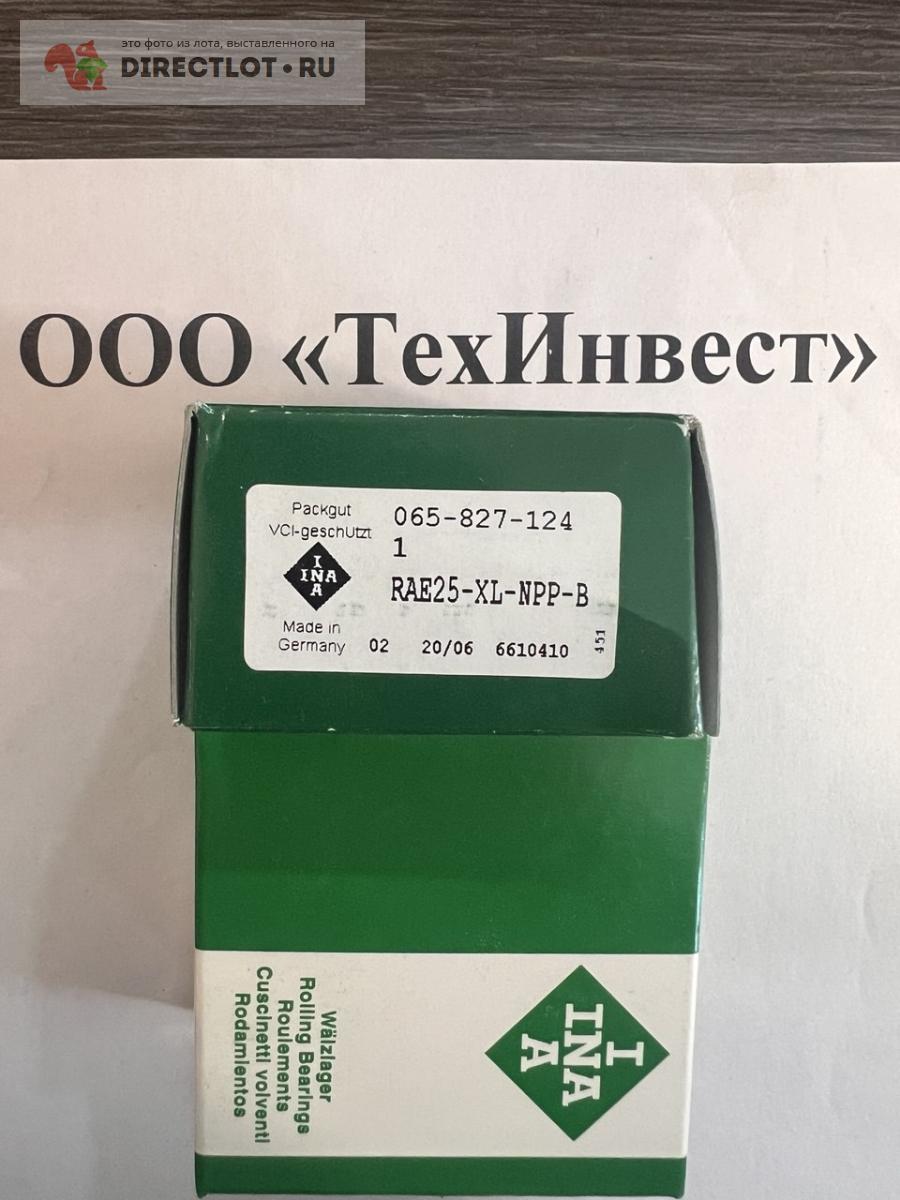 это фото из лота, выставленного на
DIRECTLOT•RU
ООО «ТехИнвест»
Packgut
VCI-geschützt
065-827-124
1
I
INA
A
RAE25-XL-NPP-B
Made in
Germany
02 20/06 6610410
451
Wälzlager
Rolling Bearings
Roulements
Cuscinetti volventi
Rodamientos
I
INA
A